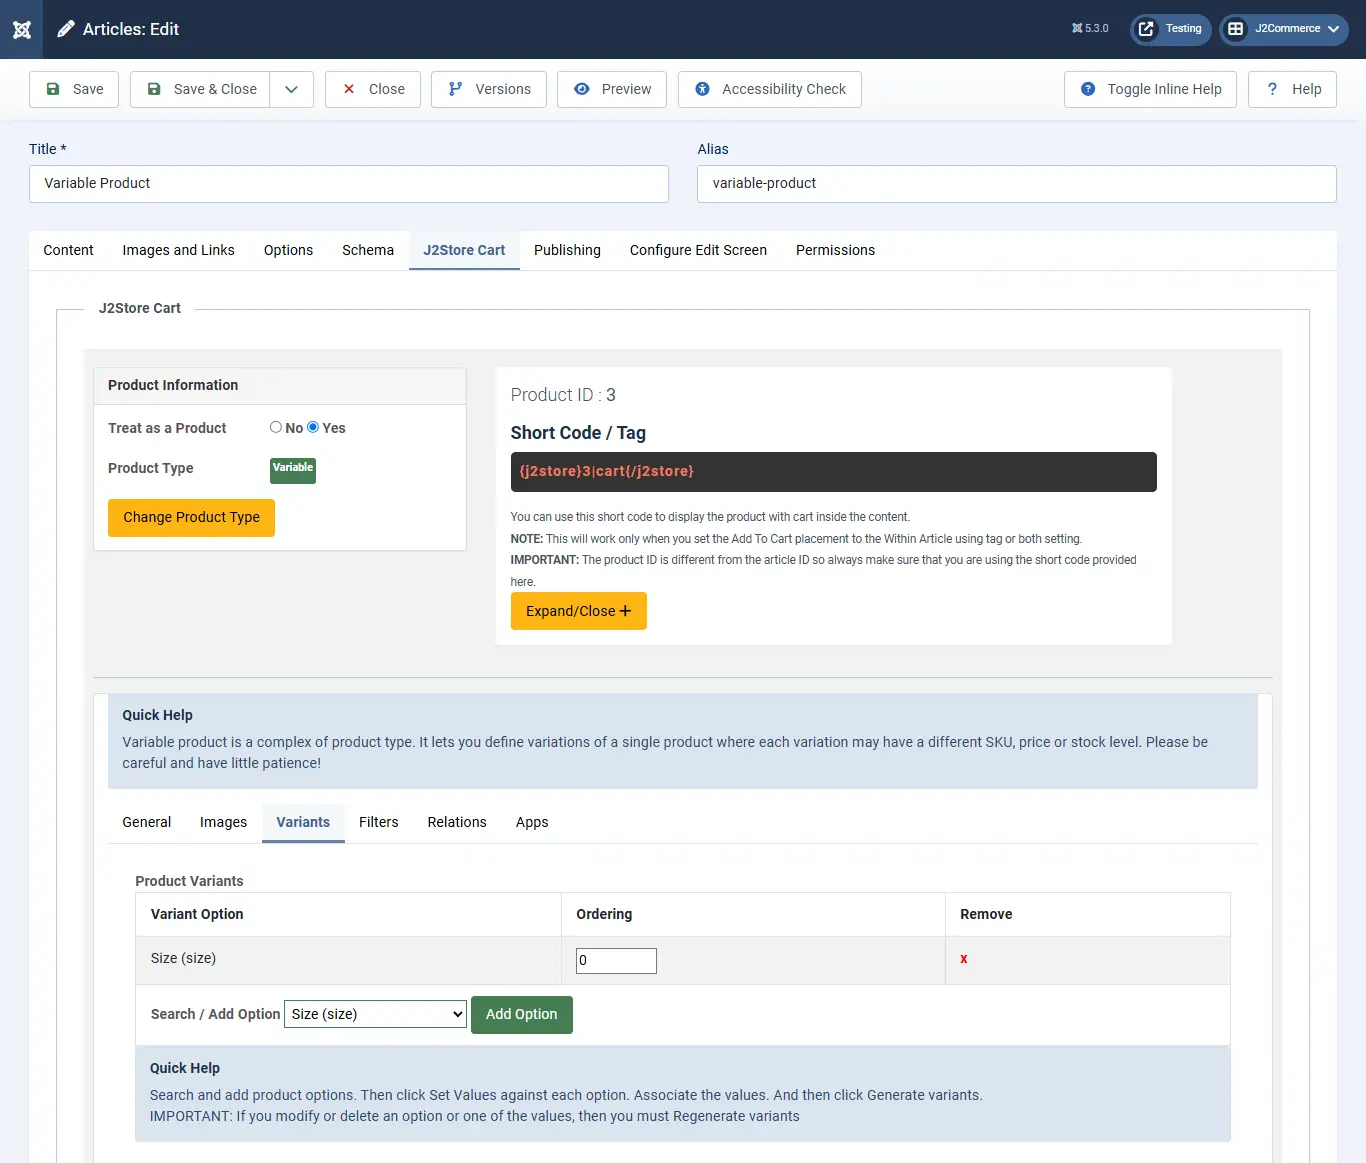 Articles: Edit
5.3.0
Testing
J2Commerce
Save
Save & Close
Close
Versions
Preview
Accessibility Check
Toggle Inline Help
? Help
Title *
Alias
Variable Product
variable-product
Content
Images and Links
Options
Schema
J2Store Cart
Publishing
Configure Edit Screen
Permissions
J2Store Cart
Product Information
Treat as a Product
No
Yes
Product Type
Variable
Change Product Type
Product ID : 3
Short Code / Tag
{j2store}3|cart{/j2store}
You can use this short code to display the product with cart inside the content.
NOTE: This will work only when you set the Add To Cart placement to the Within Article using tag or both setting.
IMPORTANT: The product ID is different from the article ID so always make sure that you are using the short code provided
here.
Expand/Close +
Quick Help
Variable product is a complex of product type. It lets you define variations of a single product where each variation may have a different SKU, price or stock level. Please be
careful and have little patience!
General
Images
Variants
Filters
Relations
Apps
Product Variants
Variant Option
Ordering
Remove
Size (size)
0
x
Search / Add Option
Size (size)
Add Option
Quick Help
Search and add product options. Then click Set Values against each option. Associate the values. And then click Generate variants.
IMPORTANT: If you modify or delete an option or one of the values, then you must Regenerate variants